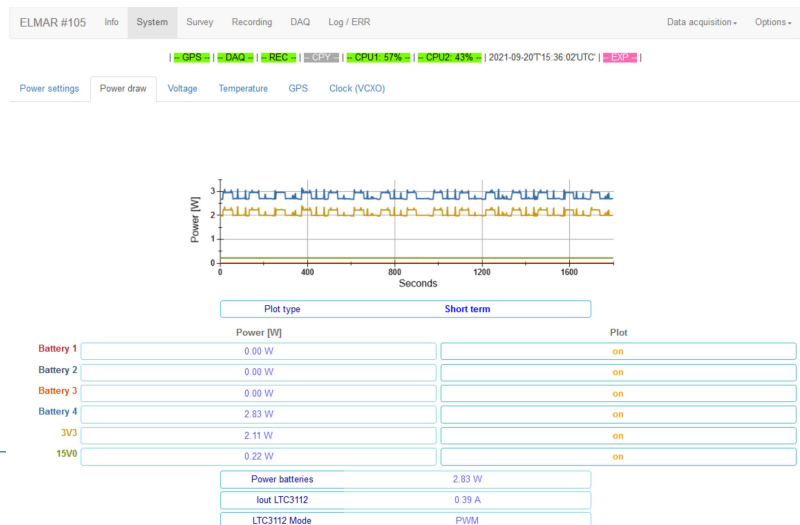 ELMAR #105 Info System Survey Recording DAQ Log / ERR Data acquisition Options
| -- GPS -- | -- DAQ -- | -- REC -- | -- CPY -- | -- CPU1: 57% -- | -- CPU2: 43% -- | 2021-09-20'T'15:36:02'UTC' | -- EXP -- |
Power settings Power draw Voltage Temperature GPS Clock (VCXO)
Power [W]
3
2
1
0
0 400 800 1200 1600
Seconds
Plot type Short term
Power [W] Plot
Battery 1 0.00 W on
Battery 2 0.00 W on
Battery 3 0.00 W on
Battery 4 2.83 W on
3V3 2.11 W on
15V0 0.22 W on
Power batteries 2.83 W
Iout LTC3112 0.39 A
LTC3112 Mode PWM